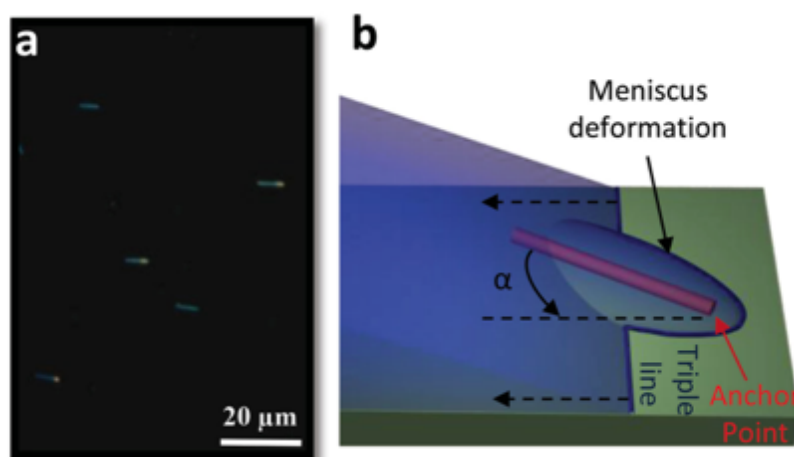 a
20 μm
b
Meniscus
deformation
α
Triple
line
Anchor
Point